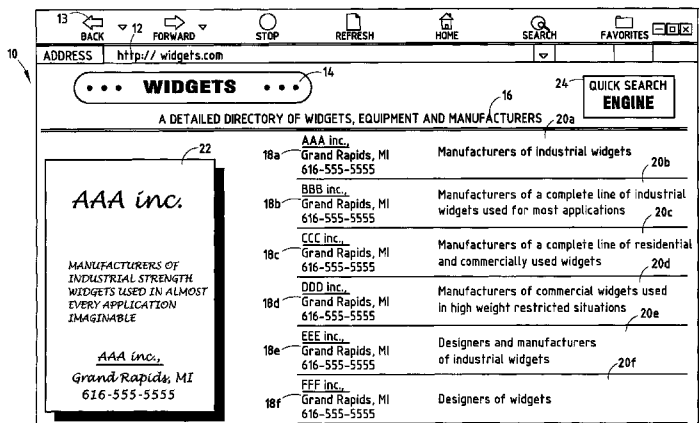 13
12
BACK
FORWARD
STOP
REFRESH
HOME
SEARCH
FAVORITES
10
ADDRESS http:// widgets.com
14
• • • WIDGETS • • •
24
QUICK SEARCH
ENGINE
16
A DETAILED DIRECTORY OF WIDGETS, EQUIPMENT AND MANUFACTURERS
20a
22
AAA inc.
MANUFACTURERS OF
INDUSTRIAL STRENGTH
WIDGETS USED IN ALMOST
EVERY APPLICATION
IMAGINABLE
AAA inc.,
Grand Rapids, MI
616-555-5555
18a
AAA inc.,
Grand Rapids, MI
616-555-5555
Manufacturers of industrial widgets
20b
18b
BBB inc.,
Grand Rapids, MI
616-555-5555
Manufacturers of a complete line of industrial
widgets used for most applications
20c
18c
CCC inc.,
Grand Rapids, MI
616-555-5555
Manufacturers of a complete line of residential
and commercially used widgets
20d
18d
DDD inc.,
Grand Rapids, MI
616-555-5555
Manufacturers of commercial widgets used
in high weight restricted situations
20e
18e
EEE inc.,
Grand Rapids, MI
616-555-5555
Designers and manufacturers
of industrial widgets
20f
18f
FFF inc.,
Grand Rapids, MI
616-555-5555
Designers of widgets